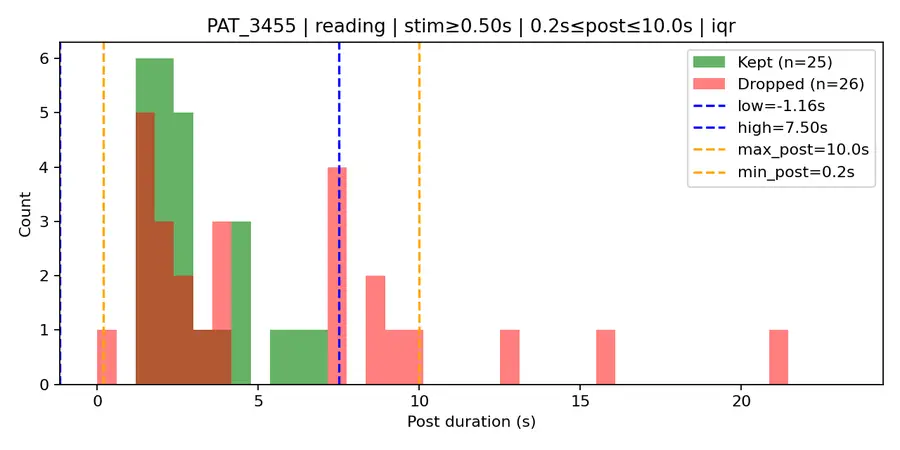 PAT_3455 | reading | stim≥0.50s | 0.2s≤post≤10.0s | iqr
Kept (n=25)
Dropped (n=26)
low=-1.16s
high=7.50s
max_post=10.0s
min_post=0.2s
Count
6
5
4
3
2
1
0
0 5 10 15 20
Post duration (s)